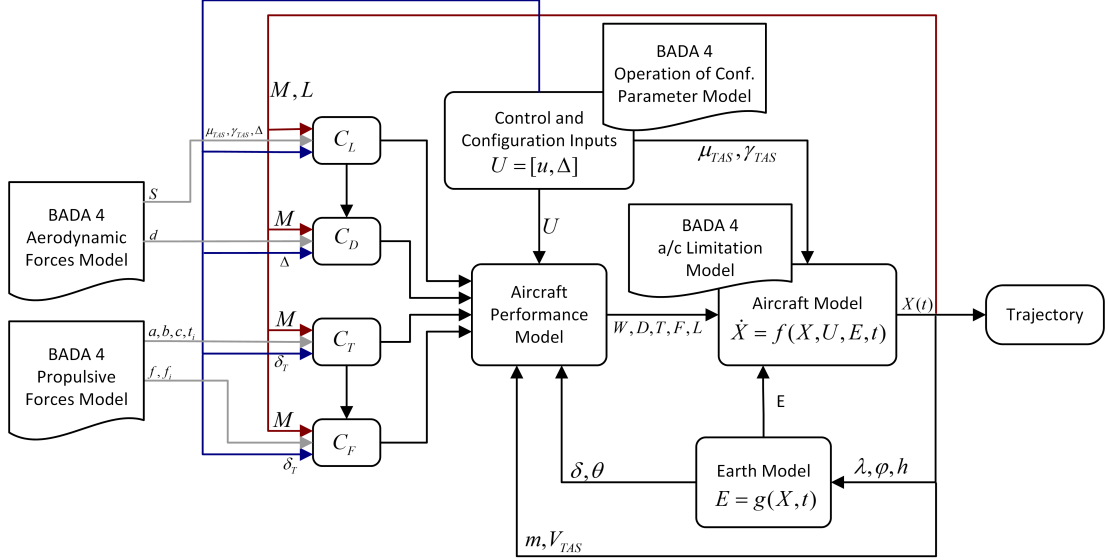 BADA 4
Operation of Conf.
Parameter Model
M, L
Control and
Configuration Inputs
U = [u, Δ]
μ_TAS, γ_TAS, Δ
C_L
μ_TAS, γ_TAS
S
BADA 4
Aerodynamic
Forces Model
d
M
C_D
Δ
U
BADA 4
a/c Limitation
Model
Aircraft
Performance
Model
W, D, T, F, L
Aircraft Model
Ẋ = f(X, U, E, t)
X(t)
Trajectory
BADA 4
Propulsive
Forces Model
a, b, c, t_i
f, f_i
M
C_T
δ_T
M
C_F
δ_T
E
δ, θ
Earth Model
E = g(X, t)
λ, φ, h
m, V_TAS